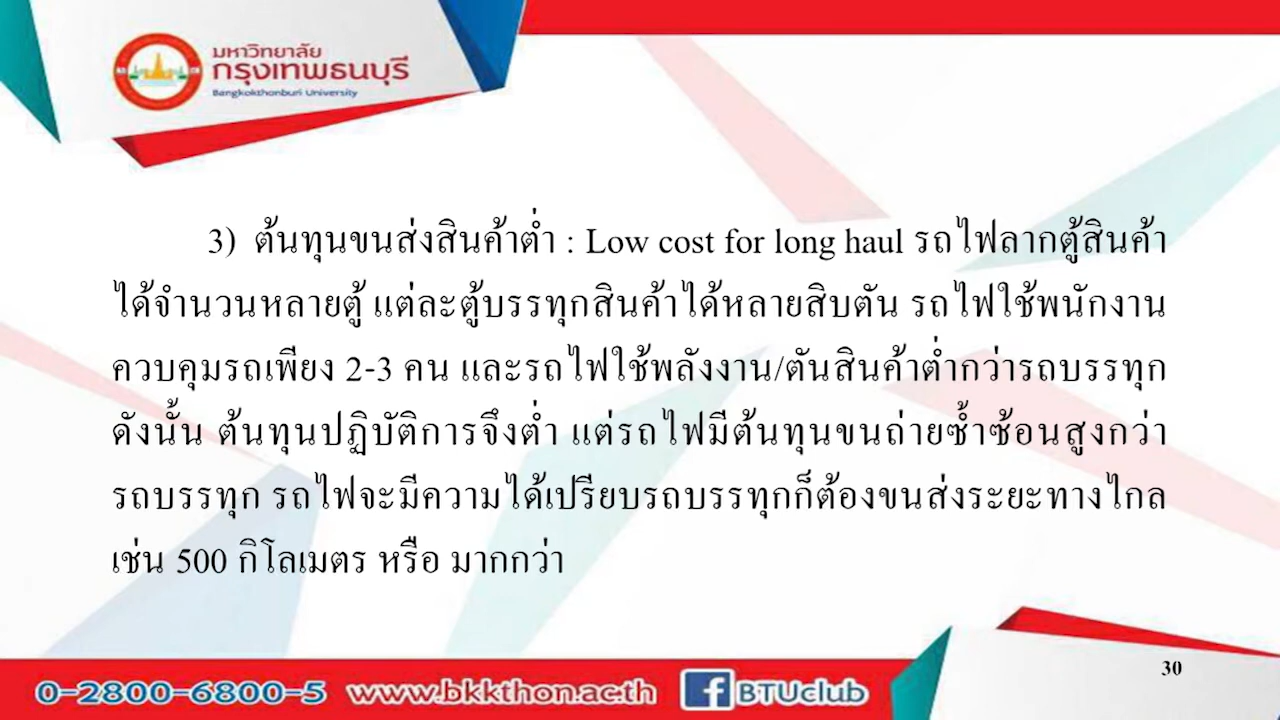 มหาวิทยาลัย
กรุงเทพธนบุรี
Bangkokthonburi University
3) ต้นทุนขนส่งสินค้าต่ำ : Low cost for long haul รถไฟลากตู้สินค้า
ได้จำนวนหลายตู้ แต่ละตู้บรรทุกสินค้าได้หลายสิบตัน รถไฟใช้พนักงาน
ควบคุมรถเพียง 2-3 คน และรถไฟใช้พลังงาน/ตันสินค้าต่ำกว่ารถบรรทุก
ดังนั้น ต้นทุนปฏิบัติการจึงต่ำ แต่รถไฟมีต้นทุนขนถ่ายซ้ำซ้อนสูงกว่า
รถบรรทุก รถไฟจะมีความได้เปรียบรถบรรทุกก็ต้องขนส่งระยะทางไกล
เช่น 500 กิโลเมตร หรือ มากกว่า
30
0-2800-6800-5 www.bkkthon.ac.th f BTUclub